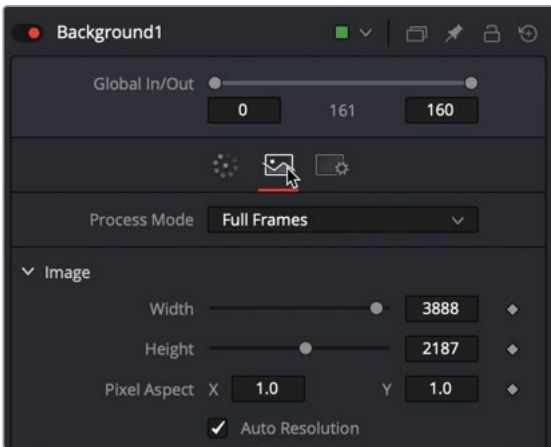 Background1
Global In/Out
0 161 160
Process Mode Full Frames
Image
Width 3888
Height 2187
Pixel Aspect X 1.0 Y 1.0
Auto Resolution